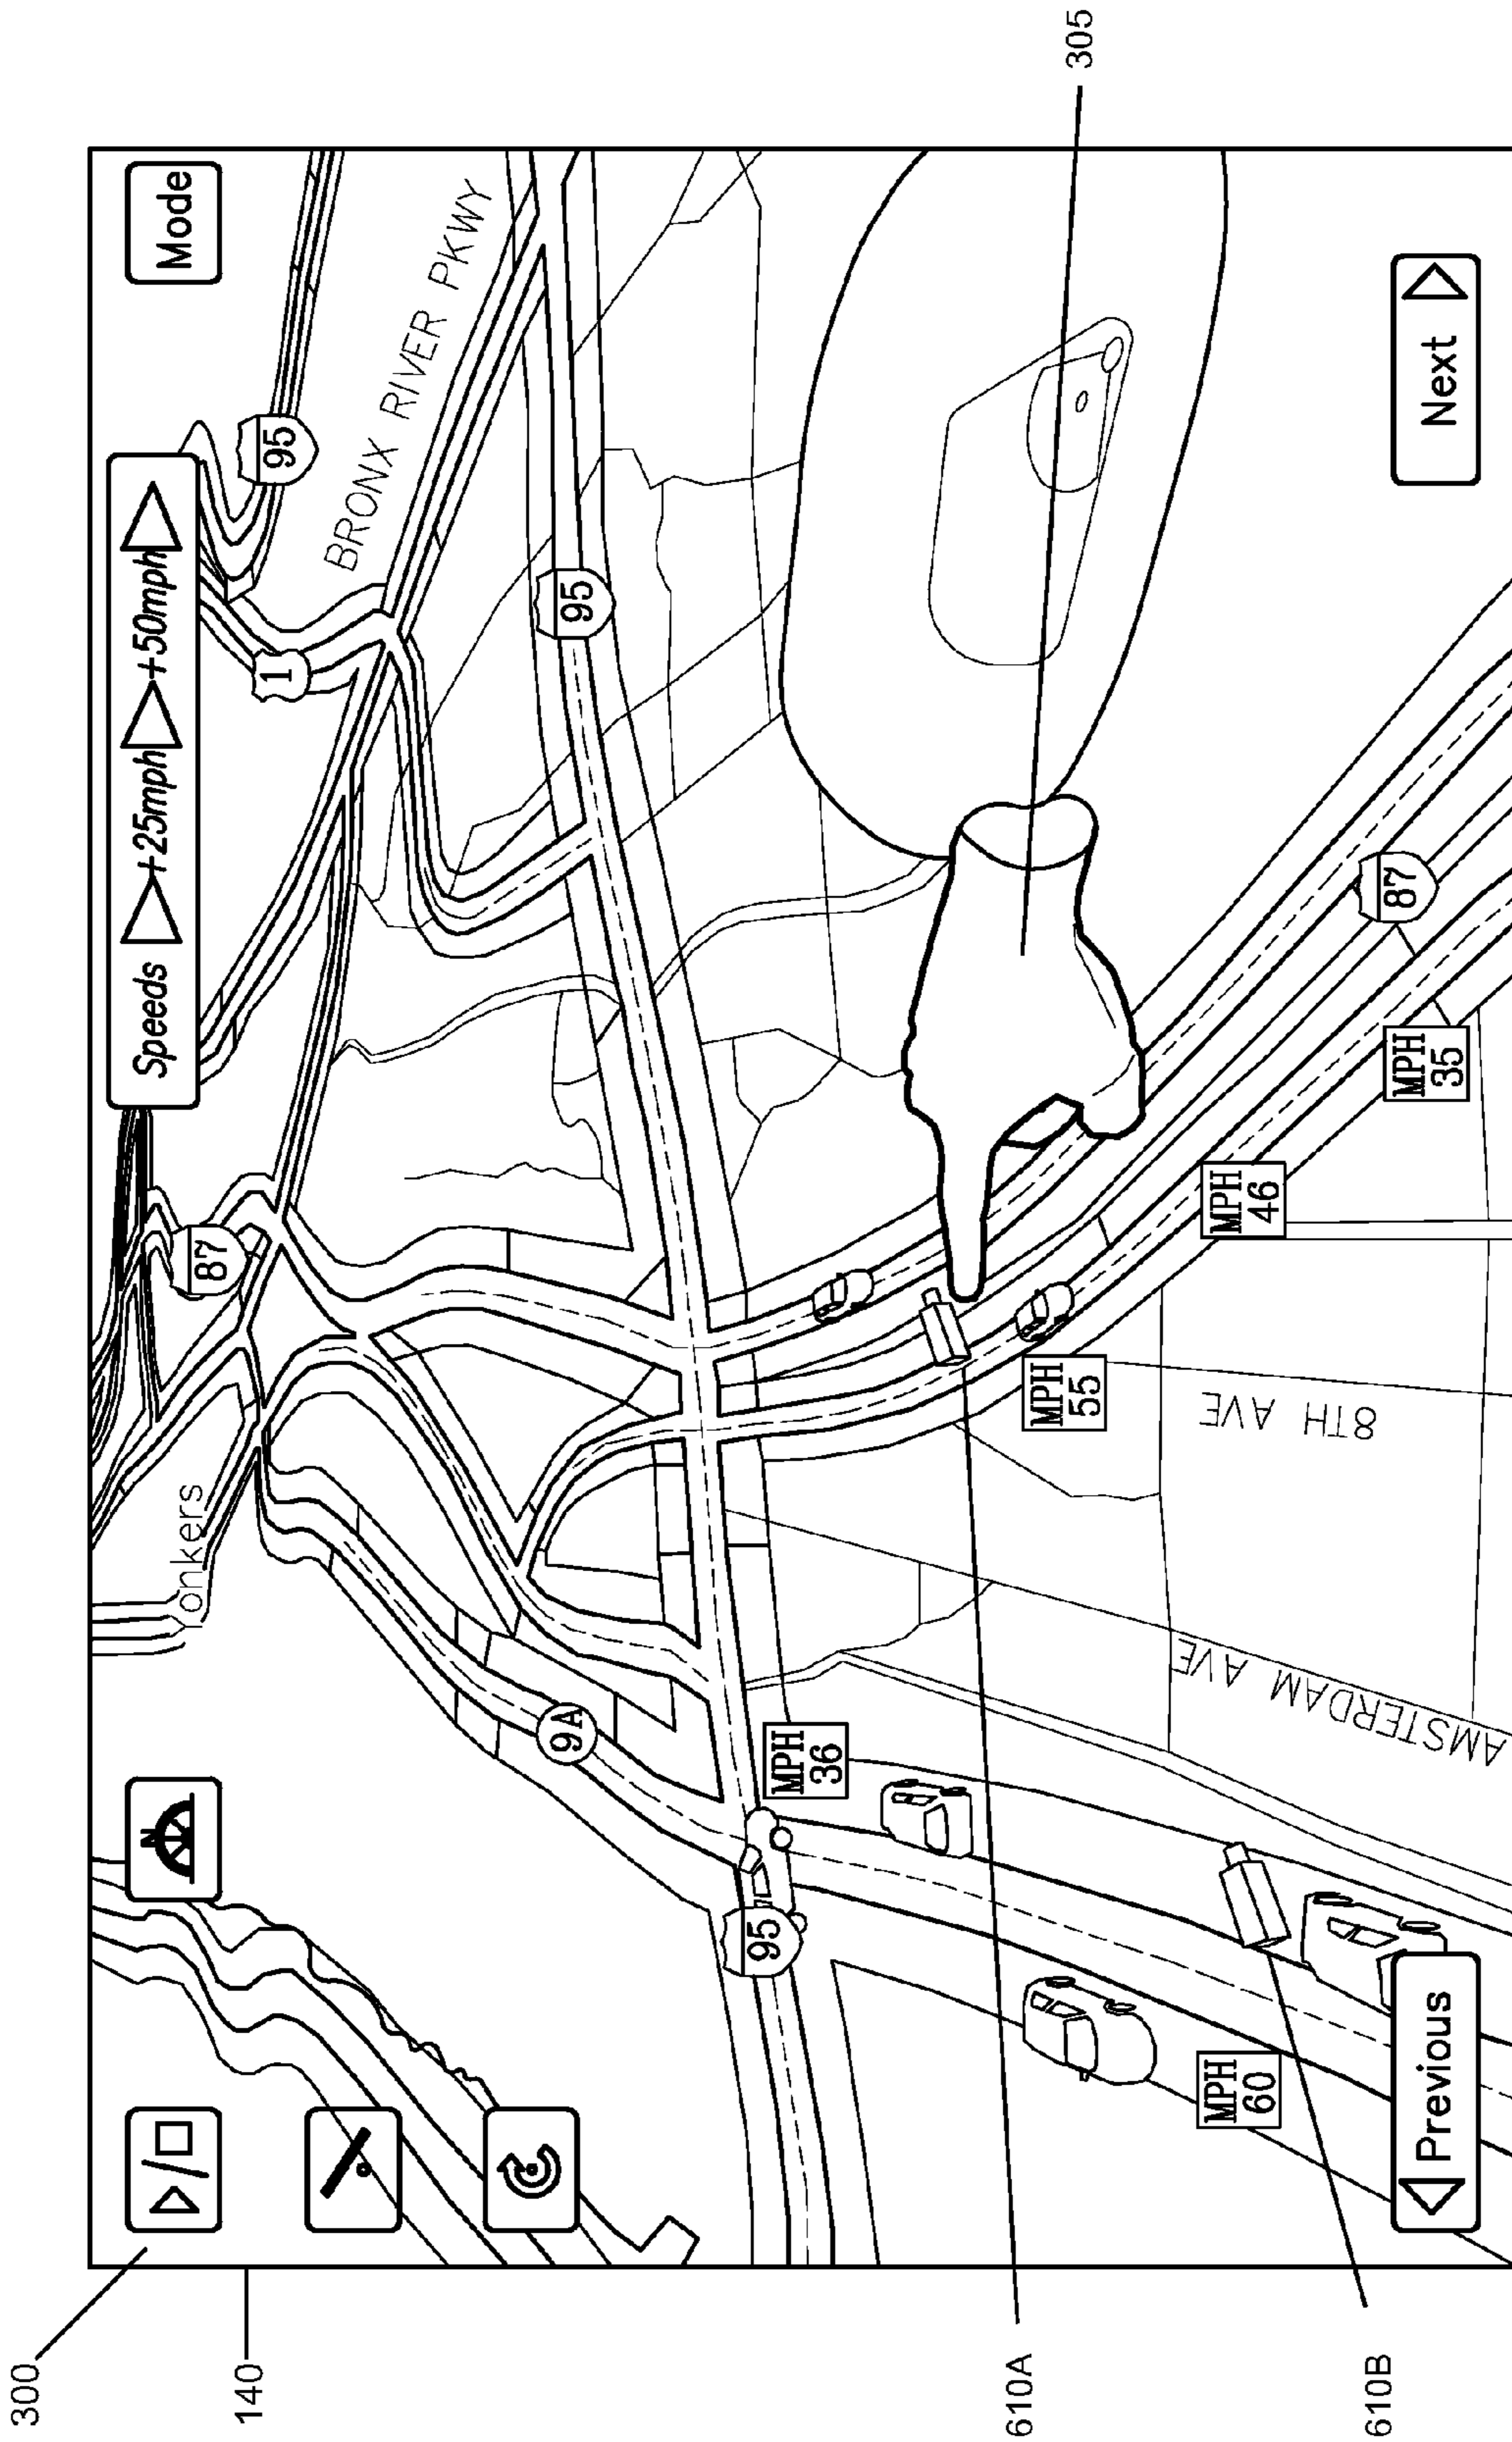 300
140
Speeds +25mph +50mph
Mode
N
Yonkers
87
1
95
BRONX RIVER PKWY
9A
95
95
MPH
36
MPH
55
305
610A
MPH
46
MPH
60
8TH AVE
AMSTERDAM AVE
MPH
35
87
Previous
Next
610B